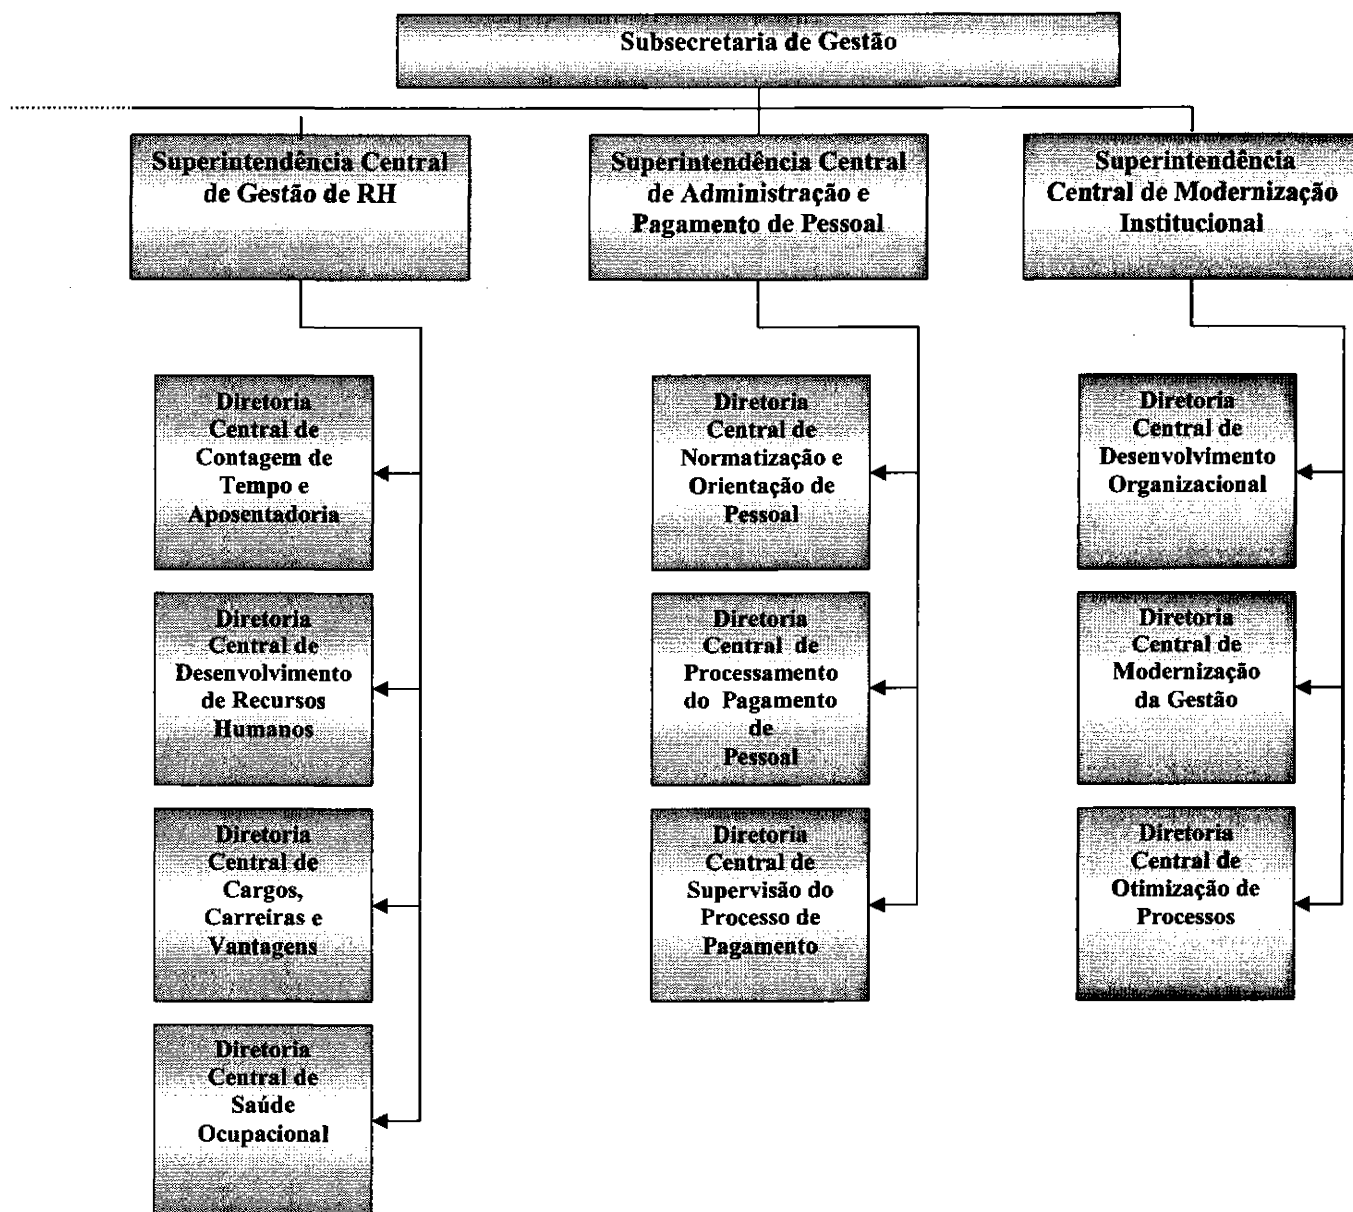 Subsecretaria de Gestão
Superintendência Central
de Gestão de RH
Superintendência Central
de Administração e
Pagamento de Pessoal
Superintendência
Central de Modernização
Institucional
Diretoria
Central de
Contagem de
Tempo e
Aposentadoria
Diretoria
Central de
Desenvolvimento
de Recursos
Humanos
Diretoria
Central de
Cargos,
Carreiras e
Vantagens
Diretoria
Central de
Saúde
Ocupacional
Diretoria
Central de
Normatização e
Orientação de
Pessoal
Diretoria
Central de
Processamento
do Pagamento
de
Pessoal
Diretoria
Central de
Supervisão do
Processo de
Pagamento
Diretoria
Central de
Desenvolvimento
Organizacional
Diretoria
Central de
Modernização
da Gestão
Diretoria
Central de
Otimização de
Processos